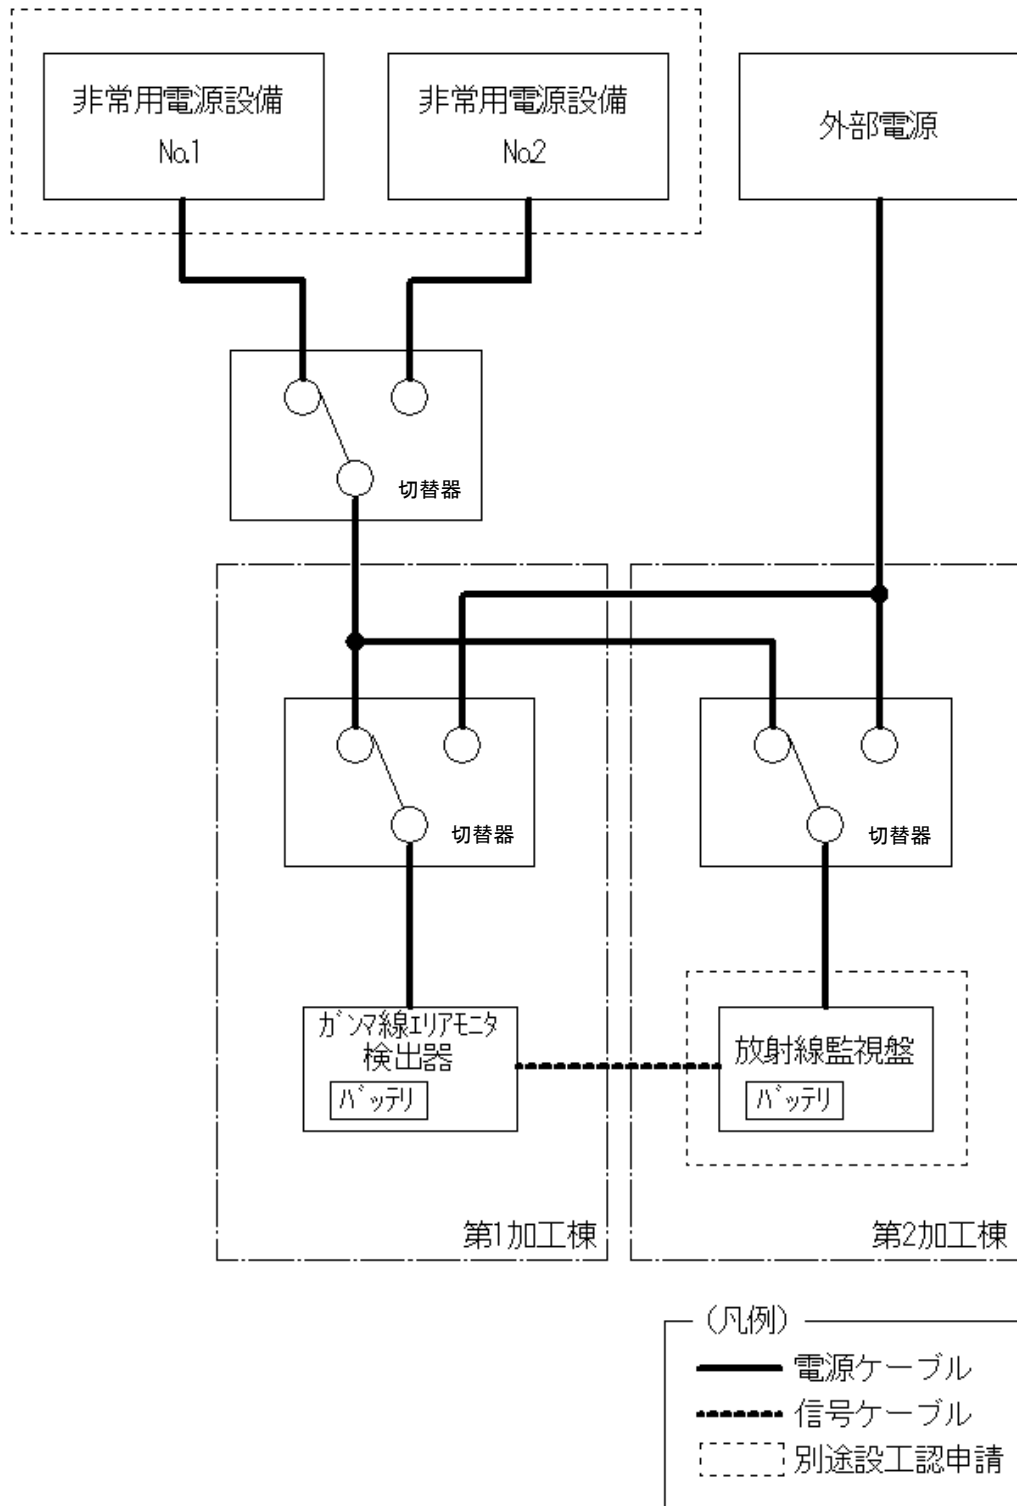 非常用電源設備
No.1
非常用電源設備
No.2
外部電源
切替器
切替器
切替器
ガンマ線エリアモニタ
検出器
バッテリ
放射線監視盤
バッテリ
第1加工棟
第2加工棟
(凡例)
電源ケーブル
信号ケーブル
別途設工認申請